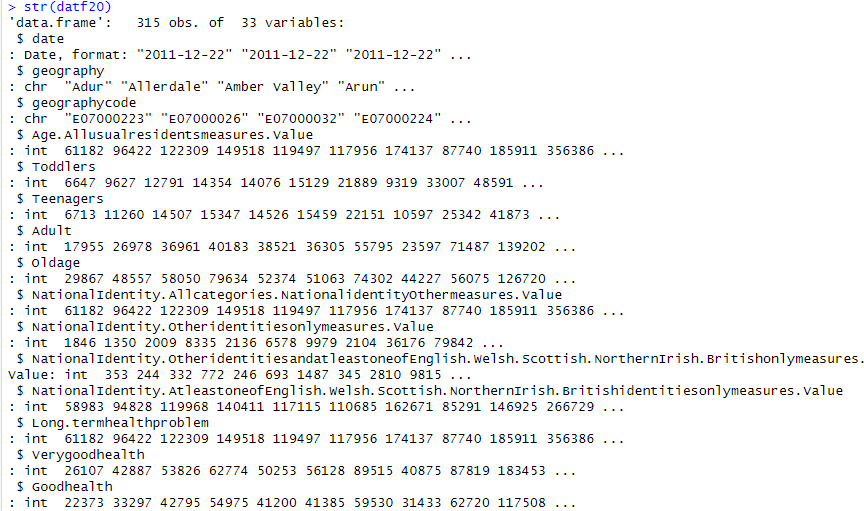 > str(datf20)
'data.frame':   315 obs. of  33 variables:
 $ date
: Date, format: "2011-12-22" "2011-12-22" "2011-12-22" ...
 $ geography
: chr  "Adur" "Allerdale" "Amber Valley" "Arun" ...
 $ geographycode
: chr  "E07000223" "E07000026" "E07000032" "E07000224" ...
 $ Age.Allusualresidentsmeasures.Value
: int  61182 96422 122309 149518 119497 117956 174137 87740 185911 356386 ...
 $ Toddlers
: int  6647 9627 12791 14354 14076 15129 21889 9319 33007 48591 ...
 $ Teenagers
: int  6713 11260 14507 15347 14526 15459 22151 10597 25342 41873 ...
 $ Adult
: int  17955 26978 36961 40183 38521 36305 55795 23597 71487 139202 ...
 $ Oldage
: int  29867 48557 58050 79634 52374 51063 74302 44227 56075 126720 ...
 $ NationalIdentity.Allcategories.NationalidentityOthermeasures.Value
: int  61182 96422 122309 149518 119497 117956 174137 87740 185911 356386 ...
 $ NationalIdentity.Otheridentitiesonlymeasures.Value
: int  1846 1350 2009 8335 2136 6578 9979 2104 36176 79842 ...
 $ NationalIdentity.OtheridentitiesandatleastoneofEnglish.Welsh.Scottish.NorthernIrish.Britishonlymeasures.
Value: int  353 244 332 772 246 693 1487 345 2810 9815 ...
 $ NationalIdentity.AtleastoneofEnglish.Welsh.Scottish.NorthernIrish.Britishidentitiesonlymeasures.Value
: int  58983 94828 119968 140411 117115 110685 162671 85291 146925 266729 ...
 $ Long.termhealthproblem
: int  61182 96422 122309 149518 119497 117956 174137 87740 185911 356386 ...
 $ Verygoodhealth
: int  26107 42887 53826 62774 50253 56128 89515 40875 87819 183453 ...
 $ Goodhealth
: int  22373 33297 42795 54975 41200 41385 59530 31433 62720 117508 ...